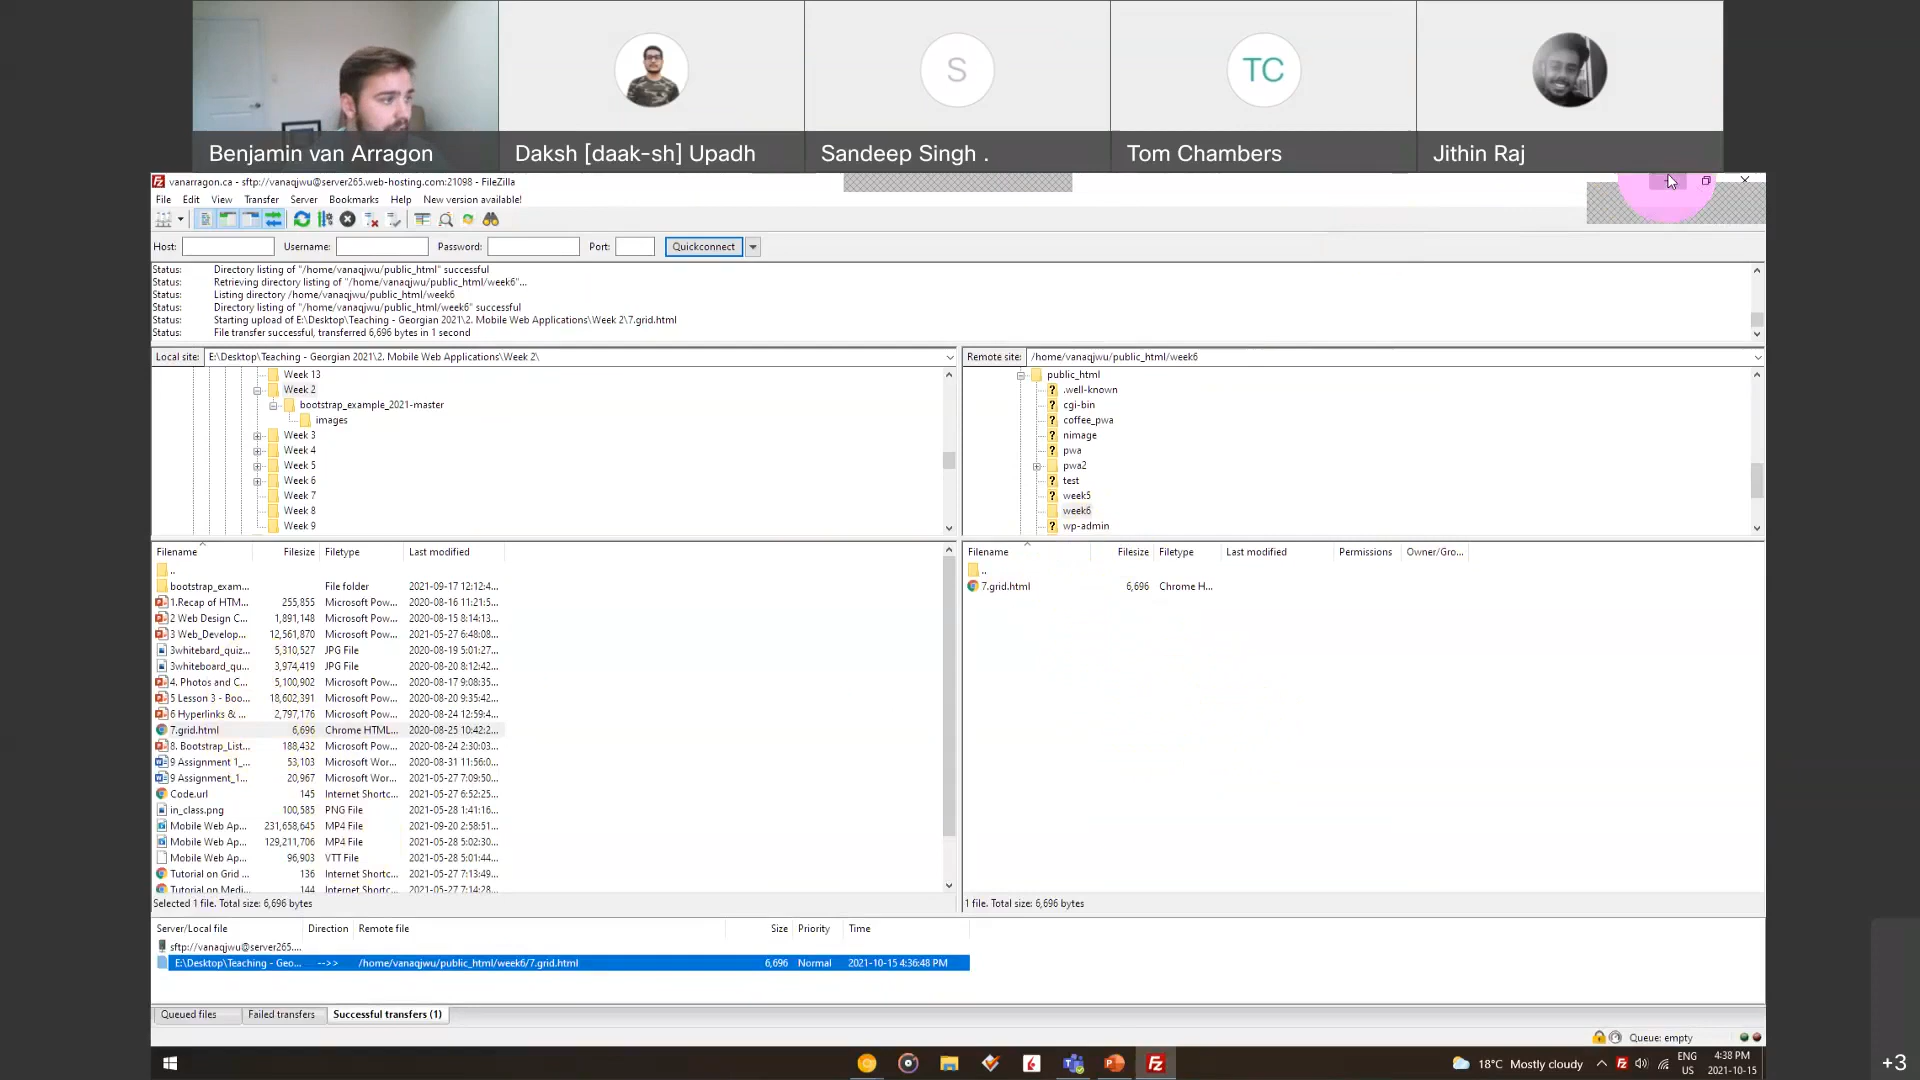 S
TC
Benjamin van Arragon
Daksh [daak-sh] Upadh
Sandeep Singh .
Tom Chambers
Jithin Raj
vanarragon.ca - sftp://vanaqjwu@server265.web-hosting.com:21098 - FileZilla
File Edit View Transfer Server Bookmarks Help New version available!
Host: Username: Password: Port: Quickconnect
Status: Directory listing of "/home/vanaqjwu/public_html" successful
Status: Retrieving directory listing of "/home/vanaqjwu/public_html/week6"...
Status: Listing directory /home/vanaqjwu/public_html/week6
Status: Directory listing of "/home/vanaqjwu/public_html/week6" successful
Status: Starting upload of E:\Desktop\Teaching - Georgian 2021\2. Mobile Web Applications\Week 2\7.grid.html
Status: File transfer successful, transferred 6,696 bytes in 1 second
Local site: E:\Desktop\Teaching - Georgian 2021\2. Mobile Web Applications\Week 2\
Week 13
Week 2
bootstrap_example_2021-master
images
Week 3
Week 4
Week 5
Week 6
Week 7
Week 8
Week 9
Remote site: /home/vanaqjwu/public_html/week6
public_html
.well-known
cgi-bin
coffee_pwa
nimage
pwa
pwa2
test
week5
week6
wp-admin
Filename Filesize Filetype Last modified
..
bootstrap_exam... File folder 2021-09-17 12:12:4...
1.Recap of HTM... 255,855 Microsoft Pow... 2020-08-16 11:21:5...
2 Web Design C... 1,891,148 Microsoft Pow... 2020-08-15 8:14:13...
3 Web_Develop... 12,561,870 Microsoft Pow... 2021-05-27 6:48:08...
3whitebard_quiz... 5,310,527 JPG File 2020-08-19 5:01:27...
3whiteboard_qu... 3,974,419 JPG File 2020-08-20 8:12:42...
4. Photos and C... 5,100,902 Microsoft Pow... 2020-08-17 9:08:35...
5 Lesson 3 - Boo... 18,602,391 Microsoft Pow... 2020-08-20 9:35:42...
6 Hyperlinks & ... 2,797,176 Microsoft Pow... 2020-08-24 12:59:4...
7.grid.html 6,696 Chrome HTML... 2020-08-25 10:42:2...
8. Bootstrap_List... 188,432 Microsoft Pow... 2020-08-24 2:30:03...
9 Assignment 1_... 53,103 Microsoft Wor... 2020-08-31 11:56:0...
9 Assignment_1... 20,967 Microsoft Wor... 2021-05-27 7:09:50...
Code.url 145 Internet Shortc... 2021-05-27 6:52:25...
in_class.png 100,585 PNG File 2021-05-28 1:41:16...
Mobile Web Ap... 231,658,645 MP4 File 2021-09-20 2:58:51...
Mobile Web Ap... 129,211,706 MP4 File 2021-05-28 5:02:30...
Mobile Web Ap... 96,903 VTT File 2021-05-28 5:01:44...
Tutorial on Grid ... 136 Internet Shortc... 2021-05-27 7:13:49...
Tutorial on Medi... 144 Internet Shortc... 2021-05-27 7:14:28...
Selected 1 file. Total size: 6,696 bytes
Filename Filesize Filetype Last modified Permissions Owner/Gro...
..
7.grid.html 6,696 Chrome H...
1 file. Total size: 6,696 bytes
Server/Local file Direction Remote file Size Priority Time
sftp://vanaqjwu@server265....
E:\Desktop\Teaching - Geo... -->> /home/vanaqjwu/public_html/week6/7.grid.html 6,696 Normal 2021-10-15 4:36:48 PM
Queued files Failed transfers Successful transfers (1)
Queue: empty
18°C Mostly cloudy
ENG
US
4:38 PM
2021-10-15
+3